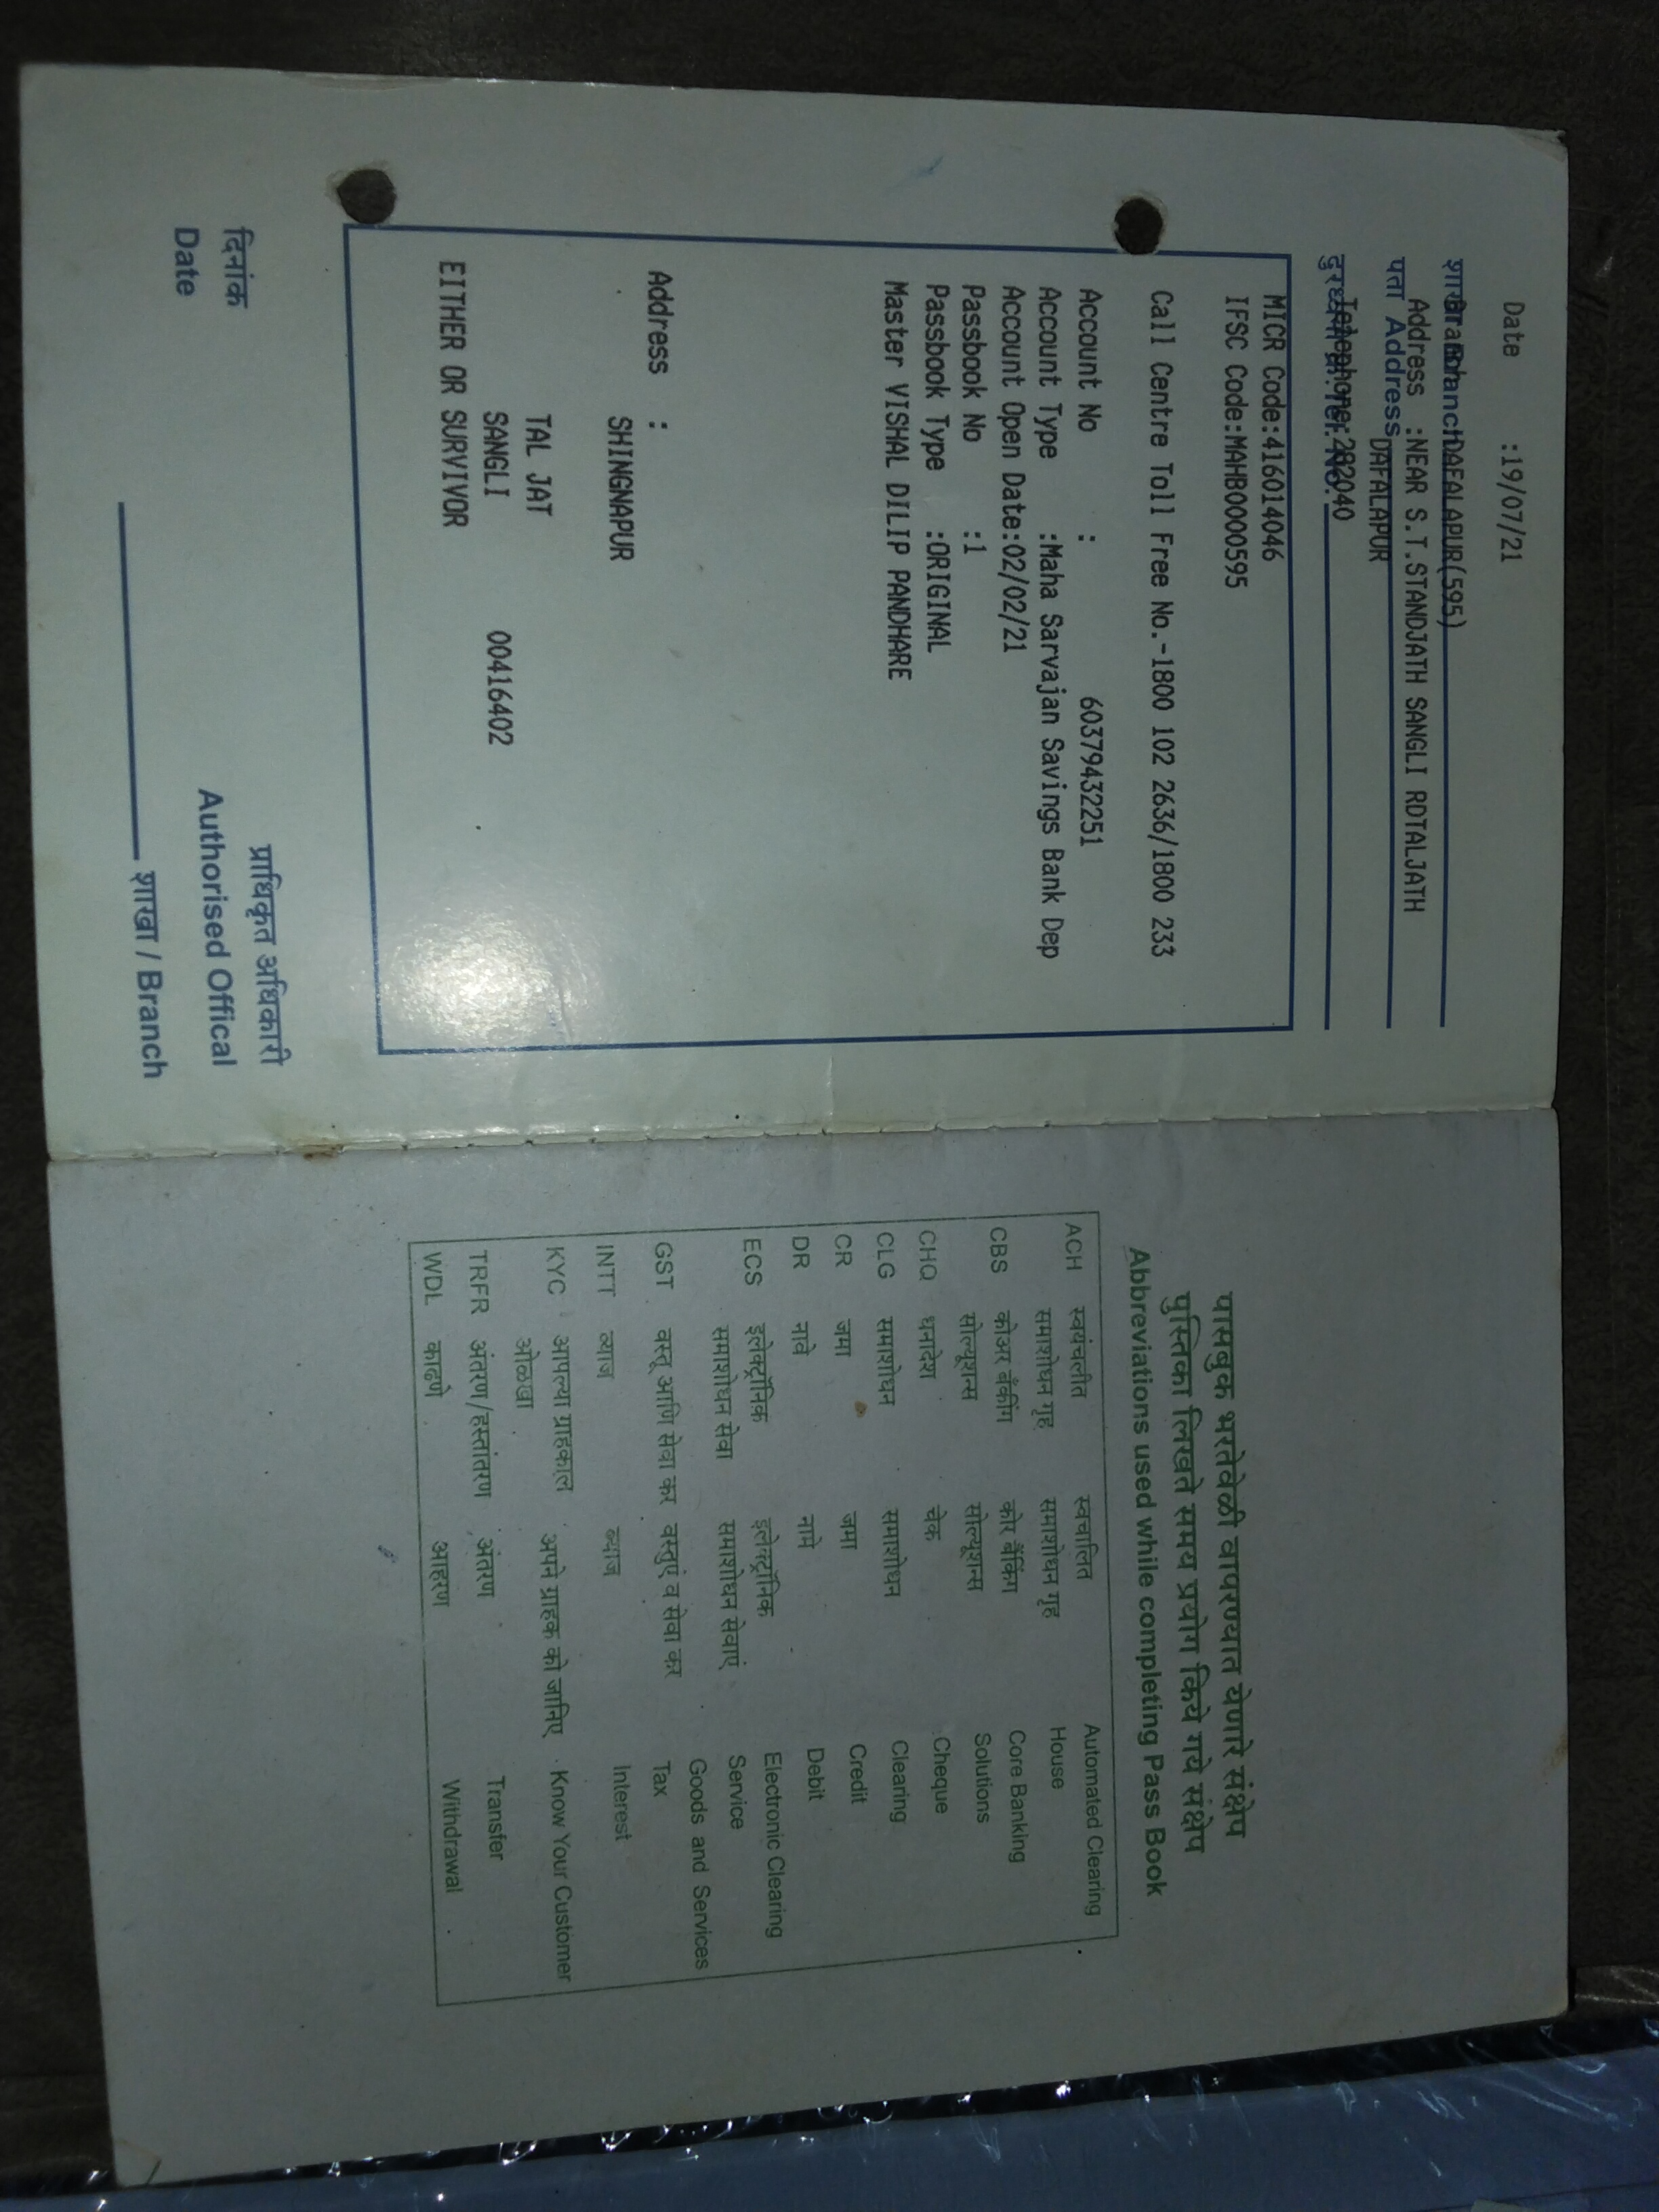 Date :19/07/21
शाखा Branch DAFALAPUR(595)
Address :NEAR S.T.STANDJATH SANGLI RDTALJATH
पता Address DAFALAPUR
Telephone:282040
MICR Code:416014046
IFSC Code:MAHB0000595
Call Centre Toll Free No.-1800 102 2636/1800 233
Account No : 60379432251
Account Type :Maha Sarvajan Savings Bank Dep
Account Open Date:02/02/21
Passbook No :1
Passbook Type :ORIGINAL
Master VISHAL DILIP PANDHARE
Address :
SHINGNAPUR
TAL JAT
SANGLI 00416402
EITHER OR SURVIVOR
दिनांक प्राधिकृत अधिकारी
Date Authorised Offical
शाखा / Branch
पासबुक भरतेवेळी वापरण्यात येणारे संक्षेप
पुस्तिका लिखते समय प्रयोग किये गये संक्षेप
Abbreviations used while completing Pass Book
ACH स्वयंचलीत स्वचालित Automated Clearing
समाशोधन गृह समाशोधन गृह House
CBS कोअर बँकींग कोर बैंकिंग Core Banking
सोल्यूशन्स सोल्यूशन्स Solutions
CHQ धनादेश चेक Cheque
CLG समाशोधन समाशोधन Clearing
CR जमा जमा Credit
DR नावे नामे Debit
ECS इलेक्ट्रॉनिक इलेक्ट्रॉनिक Electronic Clearing
समाशोधन सेवा समाशोधन सेवाएं Service
GST वस्तू आणि सेवा कर वस्तुएं व सेवा कर Goods and Services
Tax
INTT व्याज ब्याज Interest
KYC आपल्या ग्राहकाल अपने ग्राहक को जानिए Know Your Customer
ओळखा
TRFR अंतरण/हस्तांतरण अंतरण Transfer
WDL काढणे आहरण Withdrawal